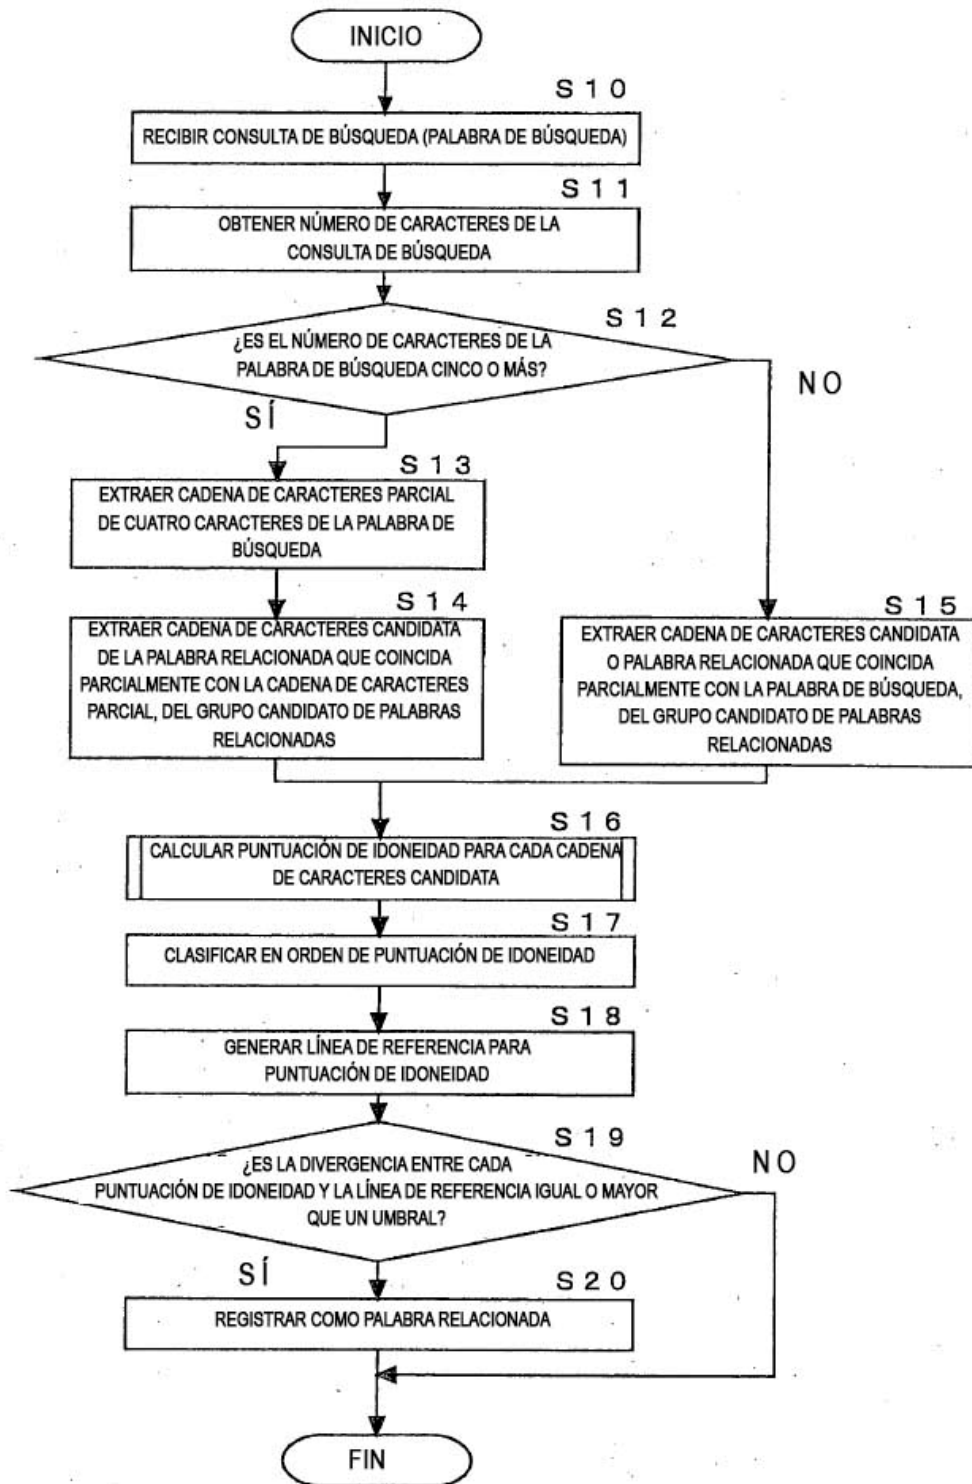 INICIO
S10
RECIBIR CONSULTA DE BÚSQUEDA (PALABRA DE BÚSQUEDA)
S11
OBTENER NÚMERO DE CARACTERES DE LA
CONSULTA DE BÚSQUEDA
S12
¿ES EL NÚMERO DE CARACTERES DE LA
PALABRA DE BÚSQUEDA CINCO O MÁS?
NO
SÍ
S13
EXTRAER CADENA DE CARACTERES PARCIAL
DE CUATRO CARACTERES DE LA PALABRA DE
BÚSQUEDA
S14
EXTRAER CADENA DE CARACTERES CANDIDATA
DE LA PALABRA RELACIONADA QUE COINCIDA
PARCIALMENTE CON LA CADENA DE CARACTERES
PARCIAL, DEL GRUPO CANDIDATO DE PALABRAS
RELACIONADAS
S15
EXTRAER CADENA DE CARACTERES CANDIDATA
O PALABRA RELACIONADA QUE COINCIDA
PARCIALMENTE CON LA PALABRA DE BÚSQUEDA,
DEL GRUPO CANDIDATO DE PALABRAS
RELACIONADAS
S16
CALCULAR PUNTUACIÓN DE IDONEIDAD PARA CADA CADENA
DE CARACTERES CANDIDATA
S17
CLASIFICAR EN ORDEN DE PUNTUACIÓN DE IDONEIDAD
S18
GENERAR LÍNEA DE REFERENCIA PARA
PUNTUACIÓN DE IDONEIDAD
S19
¿ES LA DIVERGENCIA ENTRE CADA
PUNTUACIÓN DE IDONEIDAD Y LA LÍNEA DE REFERENCIA IGUAL O MAYOR
QUE UN UMBRAL?
NO
SÍ
S20
REGISTRAR COMO PALABRA RELACIONADA
FIN